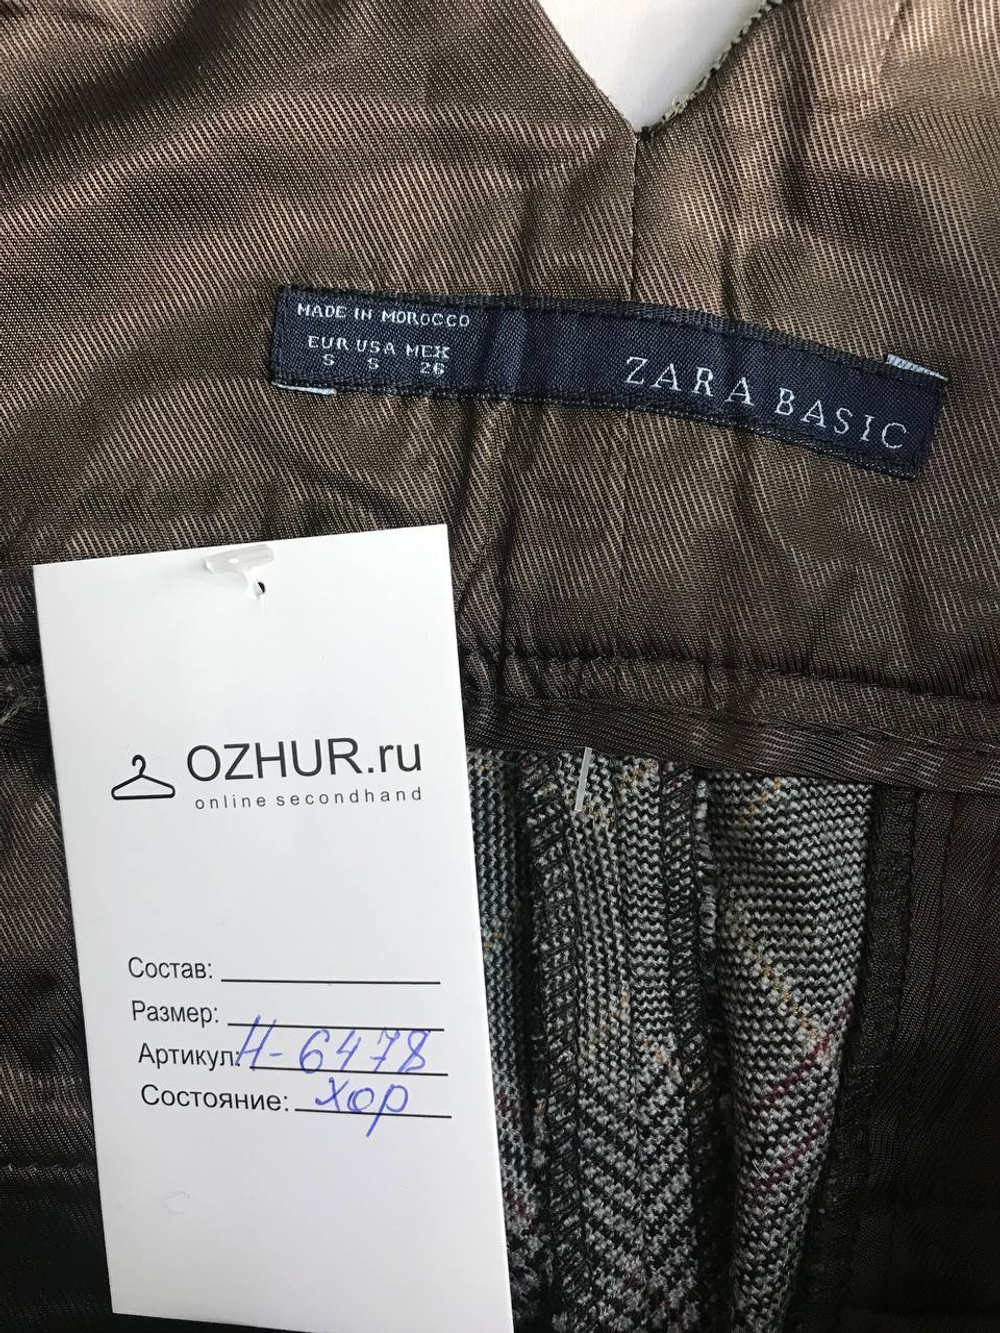 MADE IN MOROCCO
EUR USA MEX
S S 26
ZARA BASIC
OZHUR.ru
online secondhand
Состав:
Размер:
Артикул: Н-6478
Состояние: хор